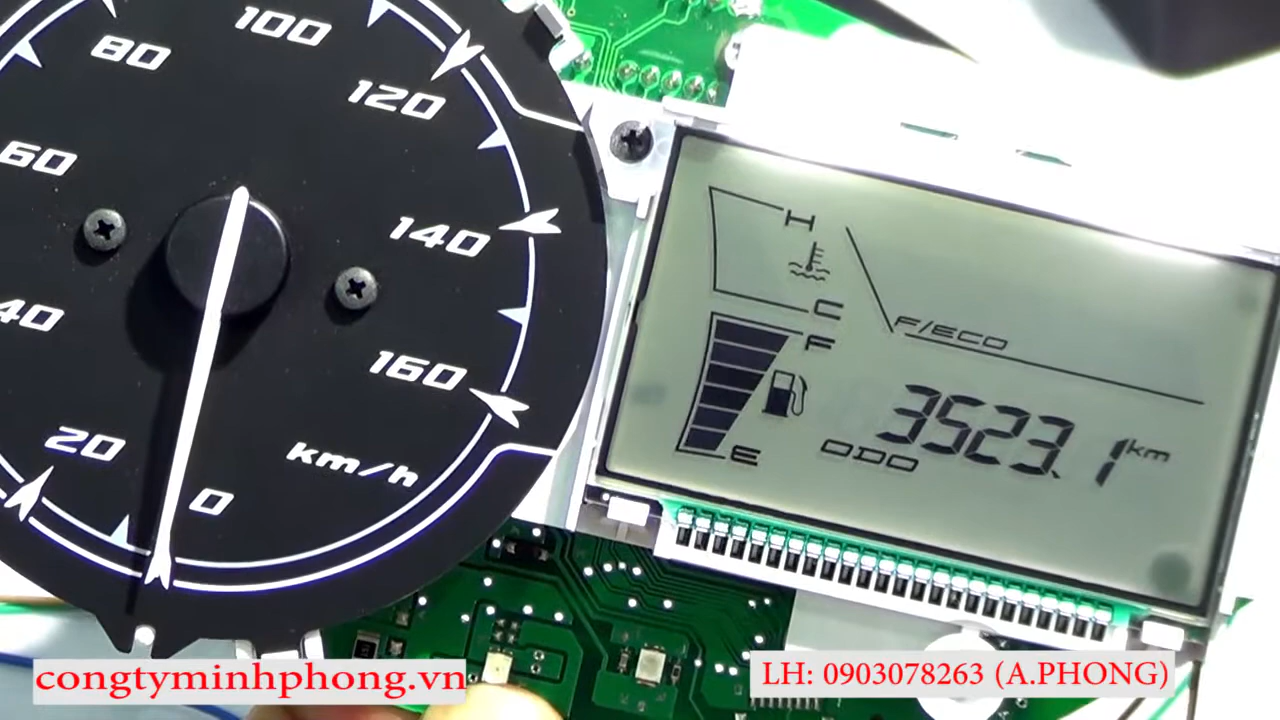 100
80
120
60
140
40
160
20
km/h
0
H
C
F/ECO
F
3523.1 km
ODO
E
congtyminhphong.vn
LH: 0903078263 (A.PHONG)